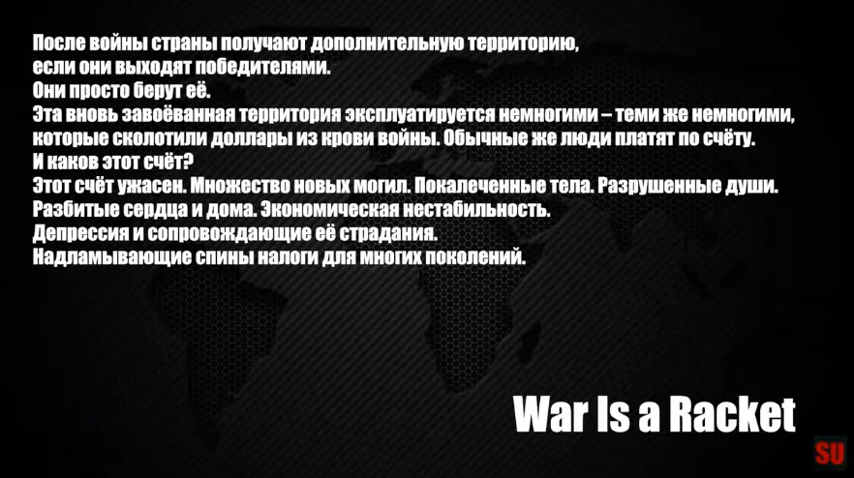 После войны страны получают дополнительную территорию,
если они выходят победителями.
Они просто берут её.
Эта вновь завоёванная территория эксплуатируется немногими – теми же немногими,
которые сколотили доллары из крови войны. Обычные же люди платят по счёту.
И каков этот счёт?
Этот счёт ужасен. Множество новых могил. Покалеченные тела. Разрушенные души.
Разбитые сердца и дома. Экономическая нестабильность.
Депрессия и сопровождающие её страдания.
Надламывающие спины налоги для многих поколений.
War Is a Racket
SU